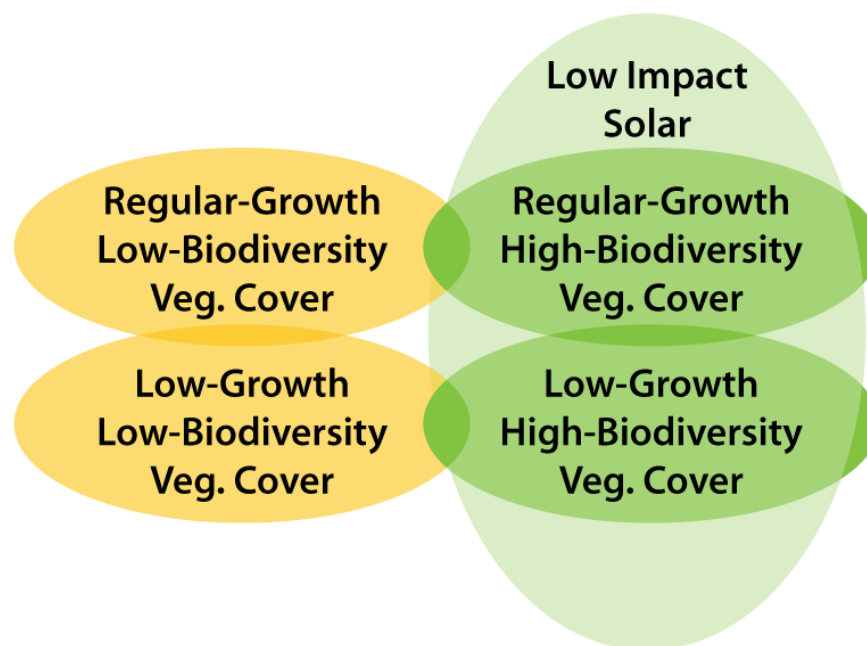 Low Impact
Solar
Regular-Growth
Low-Biodiversity
Veg. Cover
Regular-Growth
High-Biodiversity
Veg. Cover
Low-Growth
Low-Biodiversity
Veg. Cover
Low-Growth
High-Biodiversity
Veg. Cover